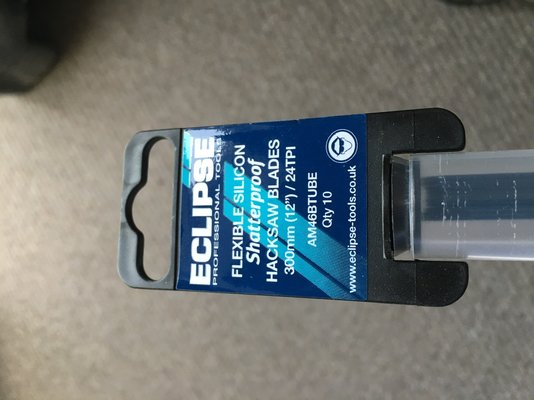 ECLIPSE
PROFESSIONAL TOOLS
FLEXIBLE SILICON
Shatterproof
HACKSAW BLADES
300mm (12") / 24TPI
AM46BTUBE
Qty 10
www.eclipse-tools.co.uk